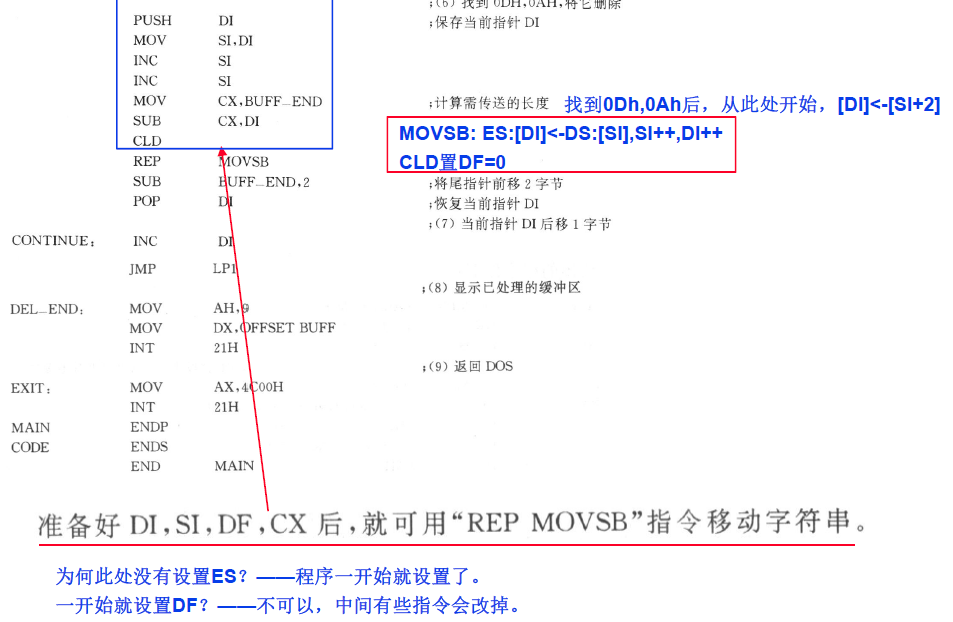 ;(6) 找到 0DH,0AH,将它删除
PUSH DI ;保存当前指针 DI
MOV SI,DI
INC SI
INC SI
MOV CX,BUFF_END ;计算需传送的长度 找到0Dh,0Ah后，从此处开始，[DI]<-[SI+2]
SUB CX,DI
MOVSB: ES:[DI]<-DS:[SI],SI++,DI++
CLD
CLD置DF=0
REP MOVSB
SUB BUFF_END,2 ;将尾指针前移 2 字节
POP DI ;恢复当前指针 DI
;(7) 当前指针 DI 后移 1 字节
CONTINUE: INC DI
JMP LP1
;(8) 显示已处理的缓冲区
DEL_END: MOV AH,9
MOV DX,OFFSET BUFF
INT 21H
;(9) 返回 DOS
EXIT: MOV AX,4C00H
INT 21H
MAIN ENDP
CODE ENDS
END MAIN
准备好 DI,SI,DF,CX 后,就可用“REP MOVSB”指令移动字符串。
为何此处没有设置ES？——程序一开始就设置了。
一开始就设置DF？——不可以，中间有些指令会改掉。